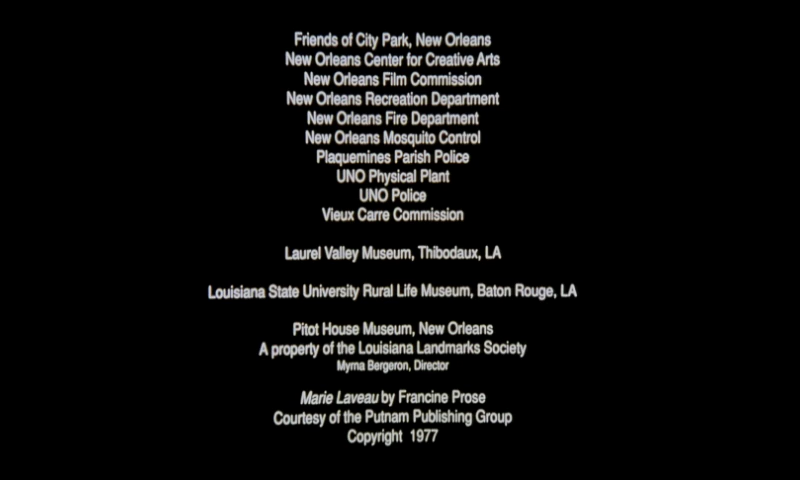 Friends of City Park, New Orleans
New Orleans Center for Creative Arts
New Orleans Film Commission
New Orleans Recreation Department
New Orleans Fire Department
New Orleans Mosquito Control
Plaquemines Parish Police
UNO Physical Plant
UNO Police
Vieux Carre Commission
Laurel Valley Museum, Thibodaux, LA
Louisiana State University Rural Life Museum, Baton Rouge, LA
Pitot House Museum, New Orleans
A property of the Louisiana Landmarks Society
Myrna Bergeron, Director
Marie Laveau by Francine Prose
Courtesy of the Putnam Publishing Group
Copyright 1977